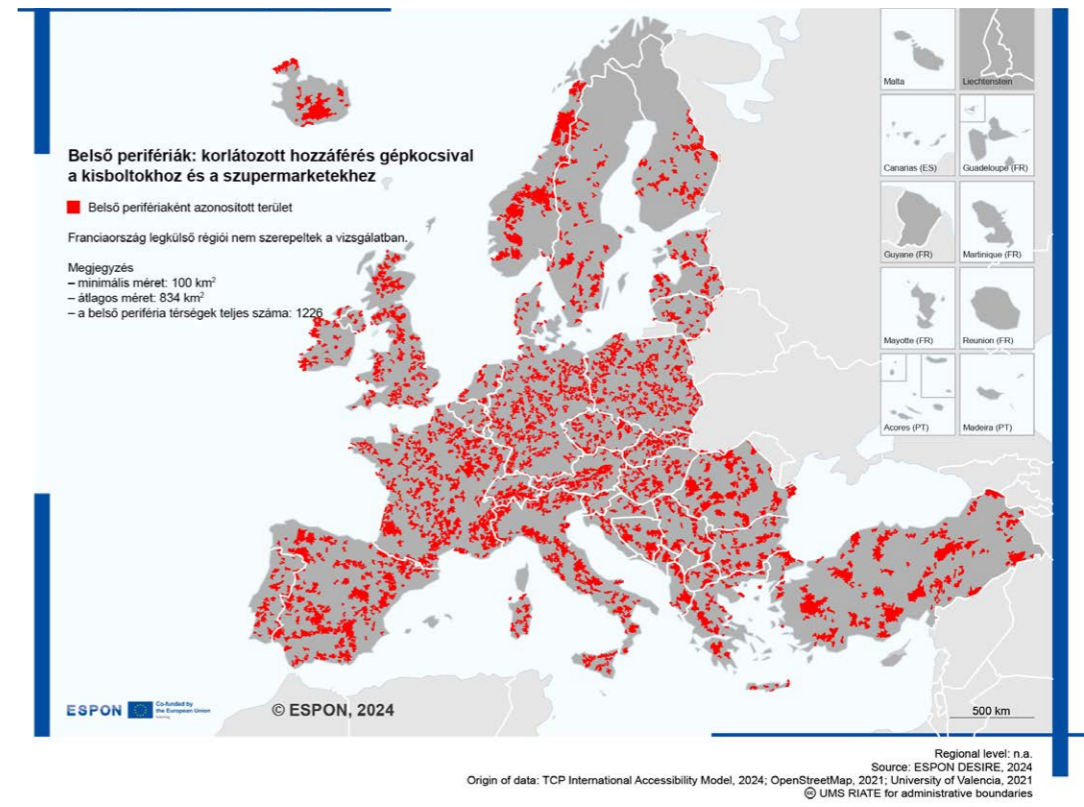 Belső perifériák: korlátozott hozzáférés gépkocsival
a kisboltokhoz és a szupermarketekhez
Belső perifériaként azonosított terület
Franciaország legkülső régiói nem szerepeltek a vizsgálatban.
Megjegyzés
– minimális méret: 100 km²
– átlagos méret: 834 km²
– a belső periféria térségek teljes száma: 1226
Malta
Liechtenstein
Canarias (ES)
Guadeloupe (FR)
Guyane (FR)
Martinique (FR)
Mayotte (FR)
Reunion (FR)
Acores (PT)
Madeira (PT)
ESPON
Co-funded by
the European Union
Interreg
© ESPON, 2024
500 km
Regional level: n.a.
Source: ESPON DESIRE, 2024
Origin of data: TCP International Accessibility Model, 2024; OpenStreetMap, 2021; University of Valencia, 2021
© UMS RIATE for administrative boundaries